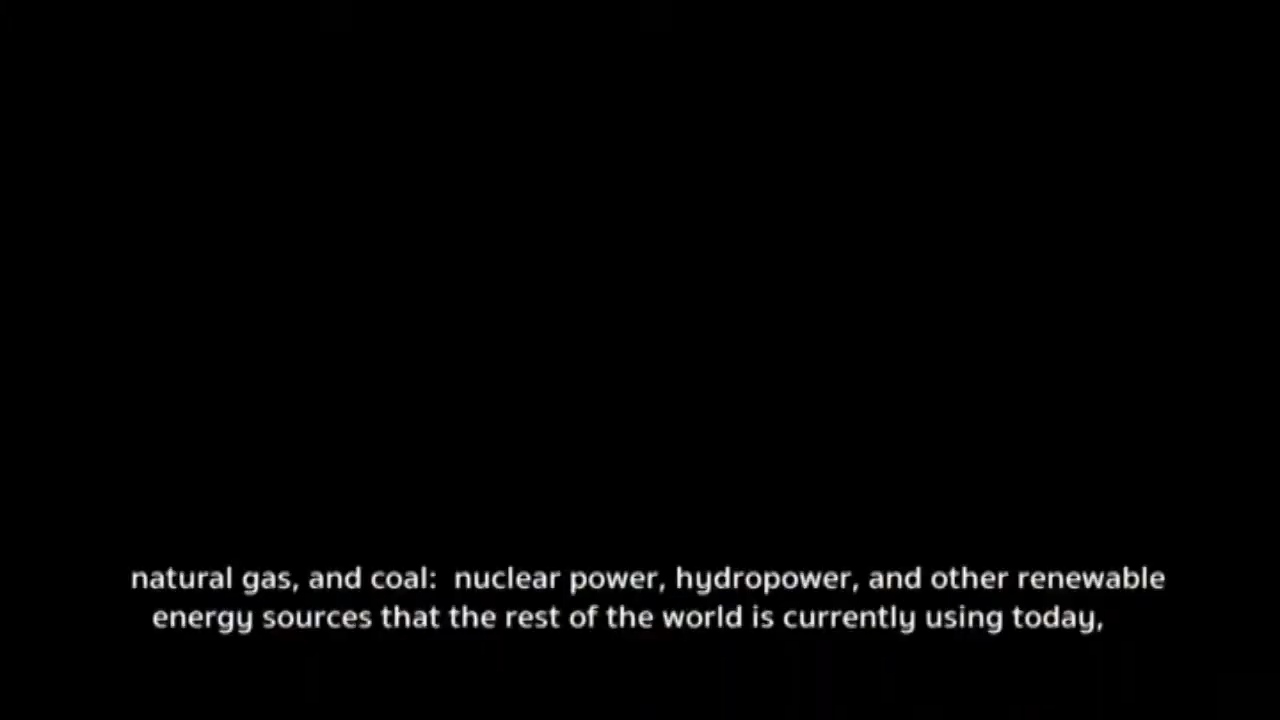 natural gas, and coal:  nuclear power, hydropower, and other renewable
energy sources that the rest of the world is currently using today,